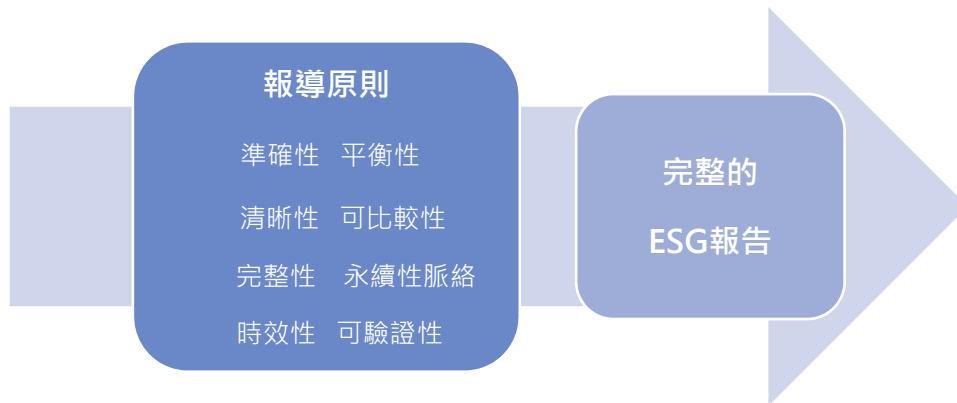 報導原則
準確性 平衡性
清晰性 可比較性
完整性 永續性脈絡
時效性 可驗證性
完整的
ESG報告